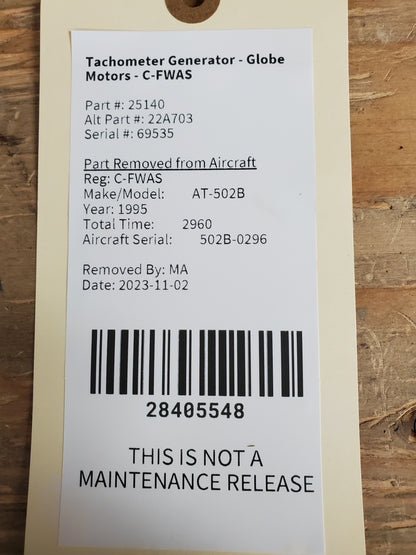 Tachometer Generator - Globe
Motors - C-FWAS
Part #: 25140
Alt Part #: 22A703
Serial #: 69535
Part Removed from Aircraft
Reg: C-FWAS
Make/Model: AT-502B
Year: 1995
Total Time: 2960
Aircraft Serial: 502B-0296
Removed By: MA
Date: 2023-11-02
28405548
THIS IS NOT A
MAINTENANCE RELEASE